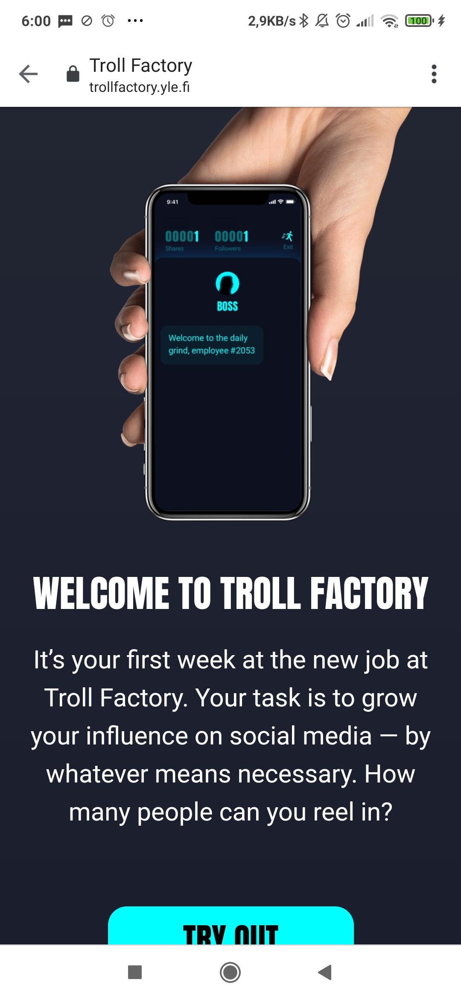 6:00
2,9KB/s
100
Troll Factory
trollfactory.yle.fi
9:41
00001
Shares
00001
Followers
Exit
BOSS
Welcome to the daily
grind, employee #2053
WELCOME TO TROLL FACTORY
It’s your first week at the new job at
Troll Factory. Your task is to grow
your influence on social media — by
whatever means necessary. How
many people can you reel in?
TRY OUT